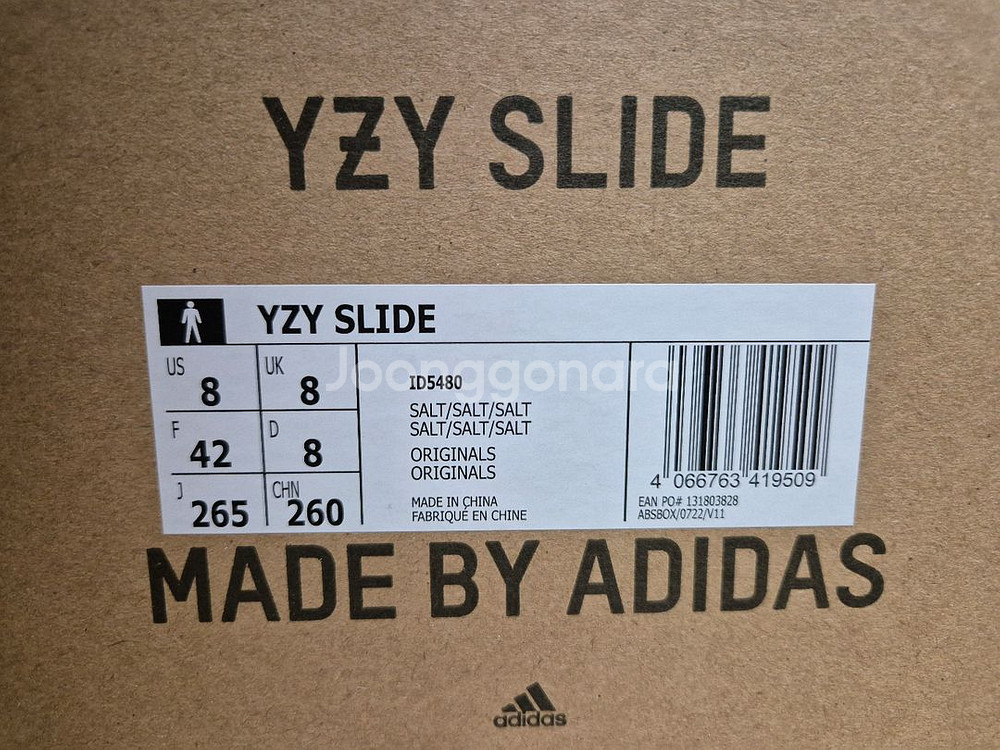 YZY SLIDE
YZY SLIDE
US 8 UK 8
F 42 D 8
J 265 CHN 260
Joonggonara
ID5480
SALT/SALT/SALT
SALT/SALT/SALT
ORIGINALS
ORIGINALS
MADE IN CHINA
FABRIQUÉ EN CHINE
4 066763 419509
EAN PO# 131803828
ABSBOX/0722/V11
MADE BY ADIDAS
adidas